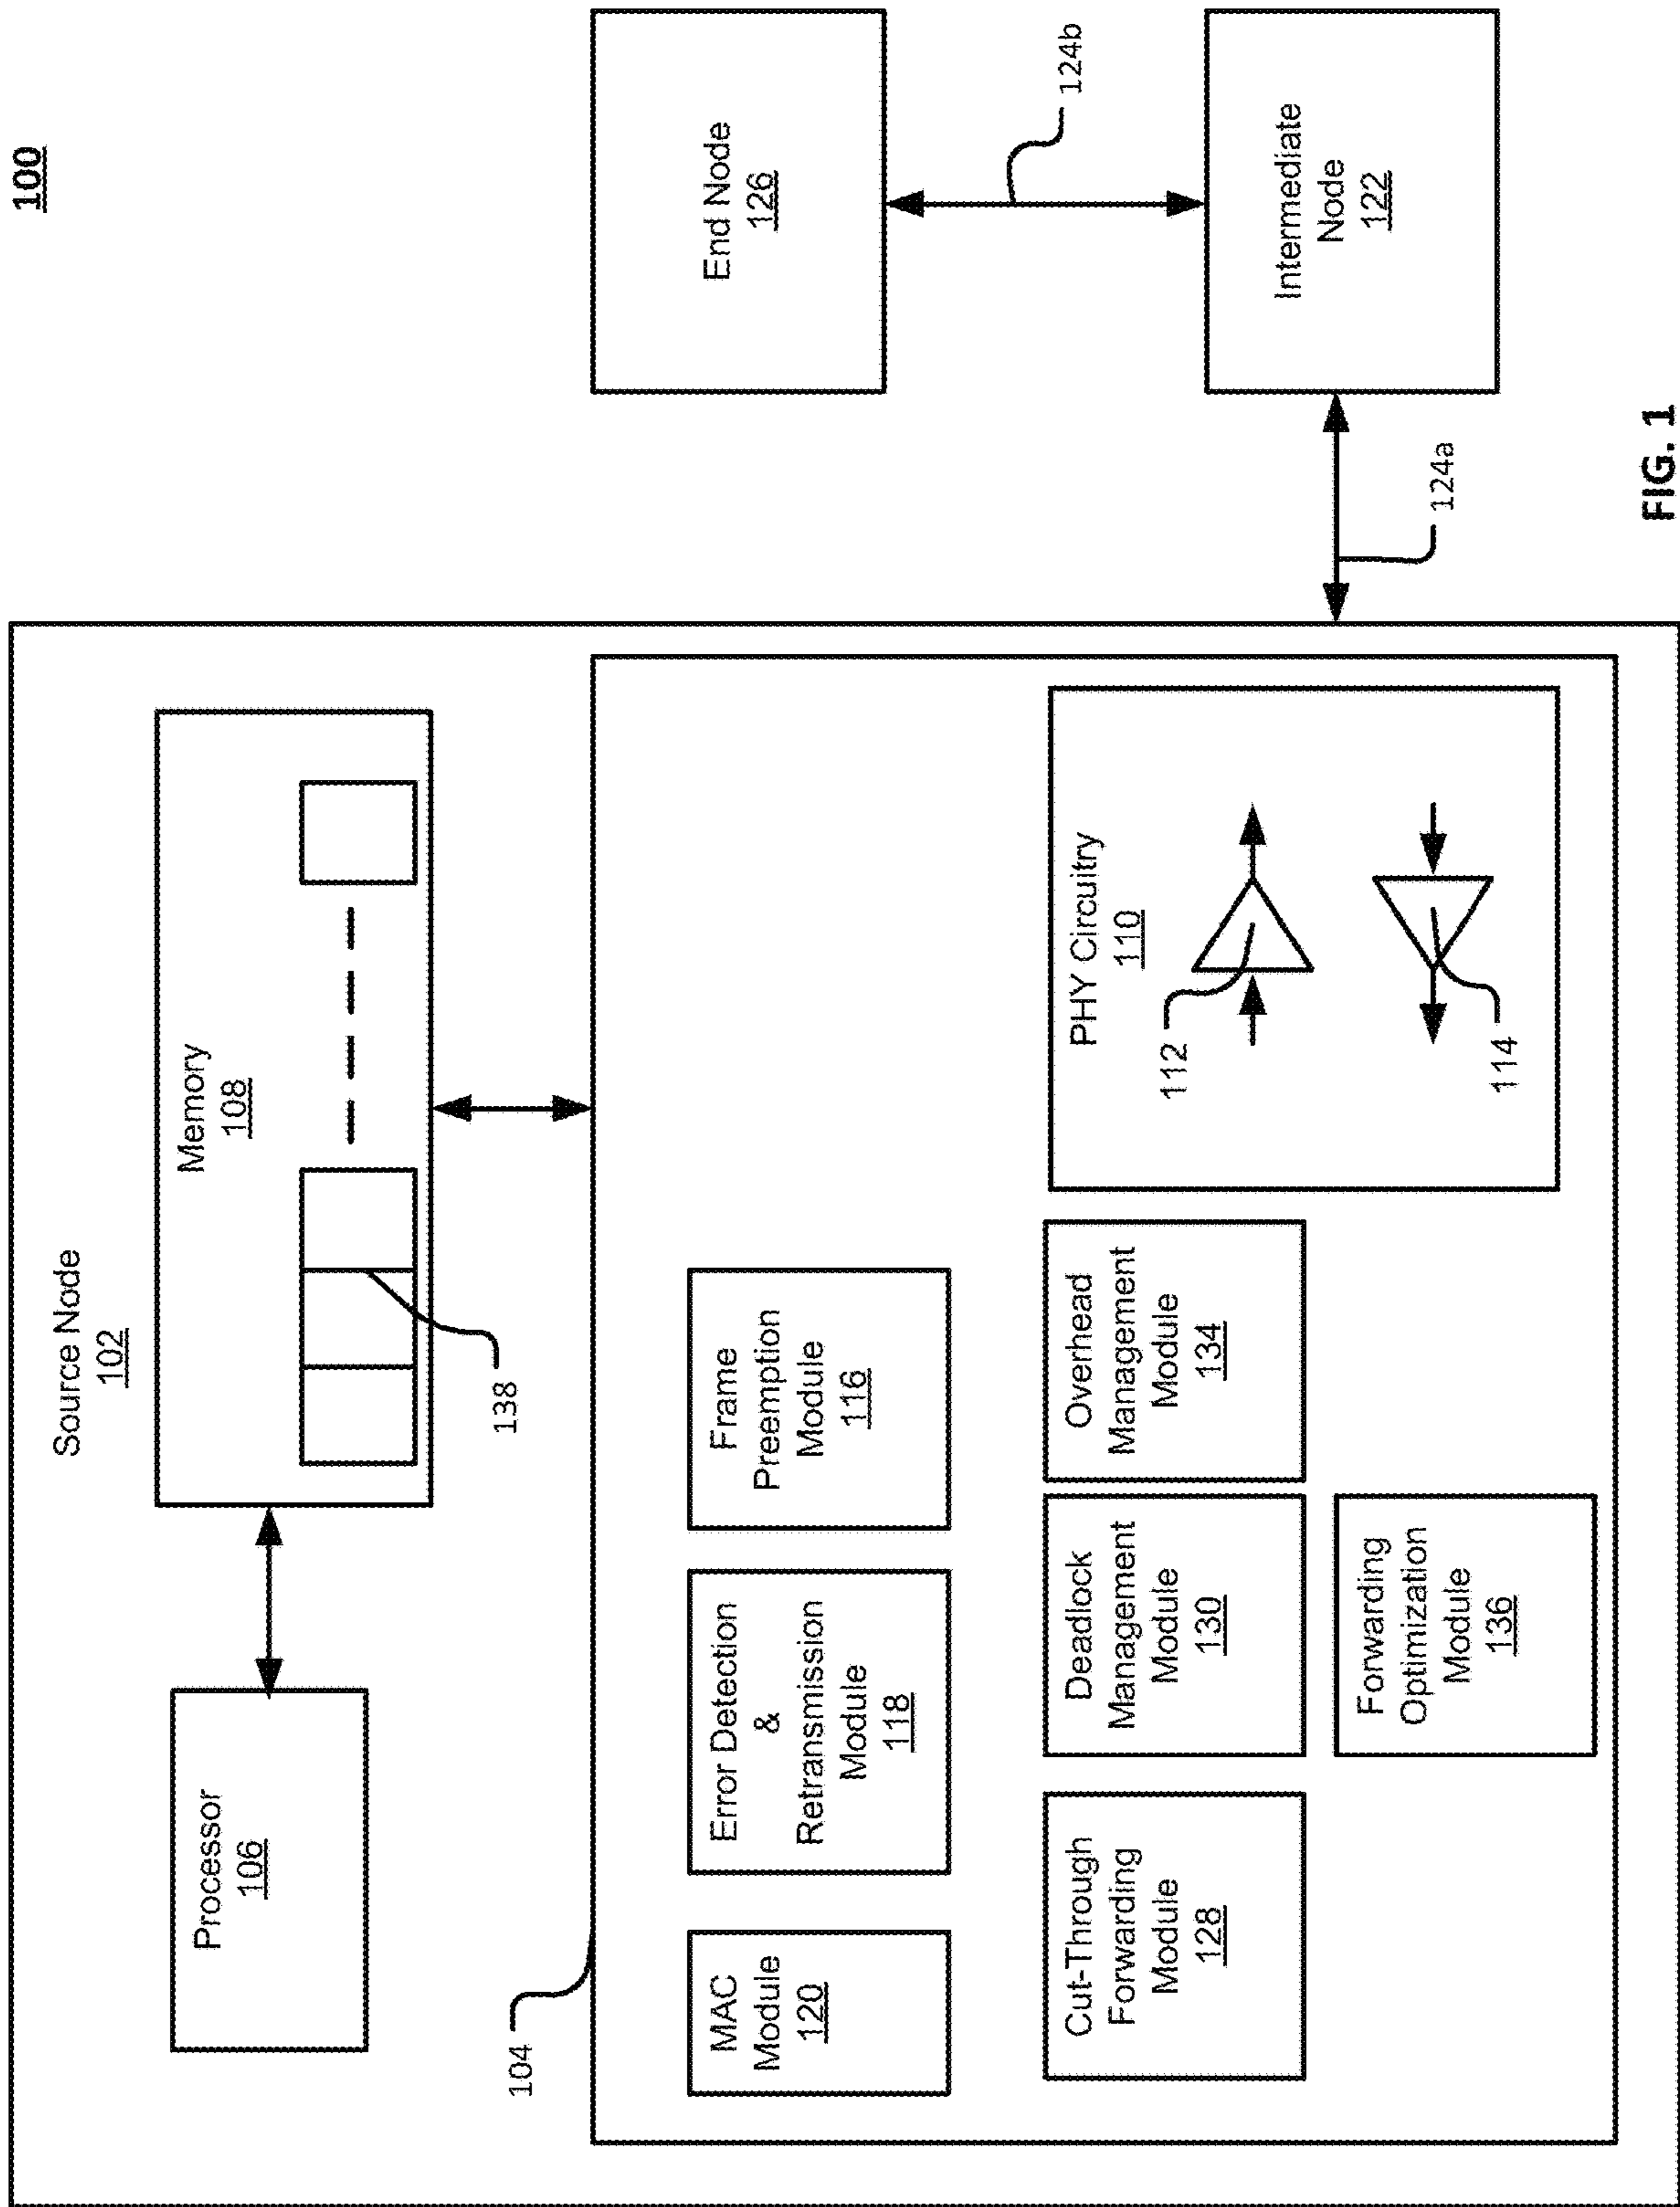 100
Source Node
102
Processor
106
Memory
108
138
104
MAC
Module
120
Error Detection
&
Retransmission
Module
118
Frame
Preemption
Module
116
Cut-Through
Forwarding
Module
128
Deadlock
Management
Module
130
Overhead
Management
Module
134
Forwarding
Optimization
Module
136
PHY Circuitry
110
112
114
End Node
126
124b
Intermediate
Node
122
124a
FIG. 1